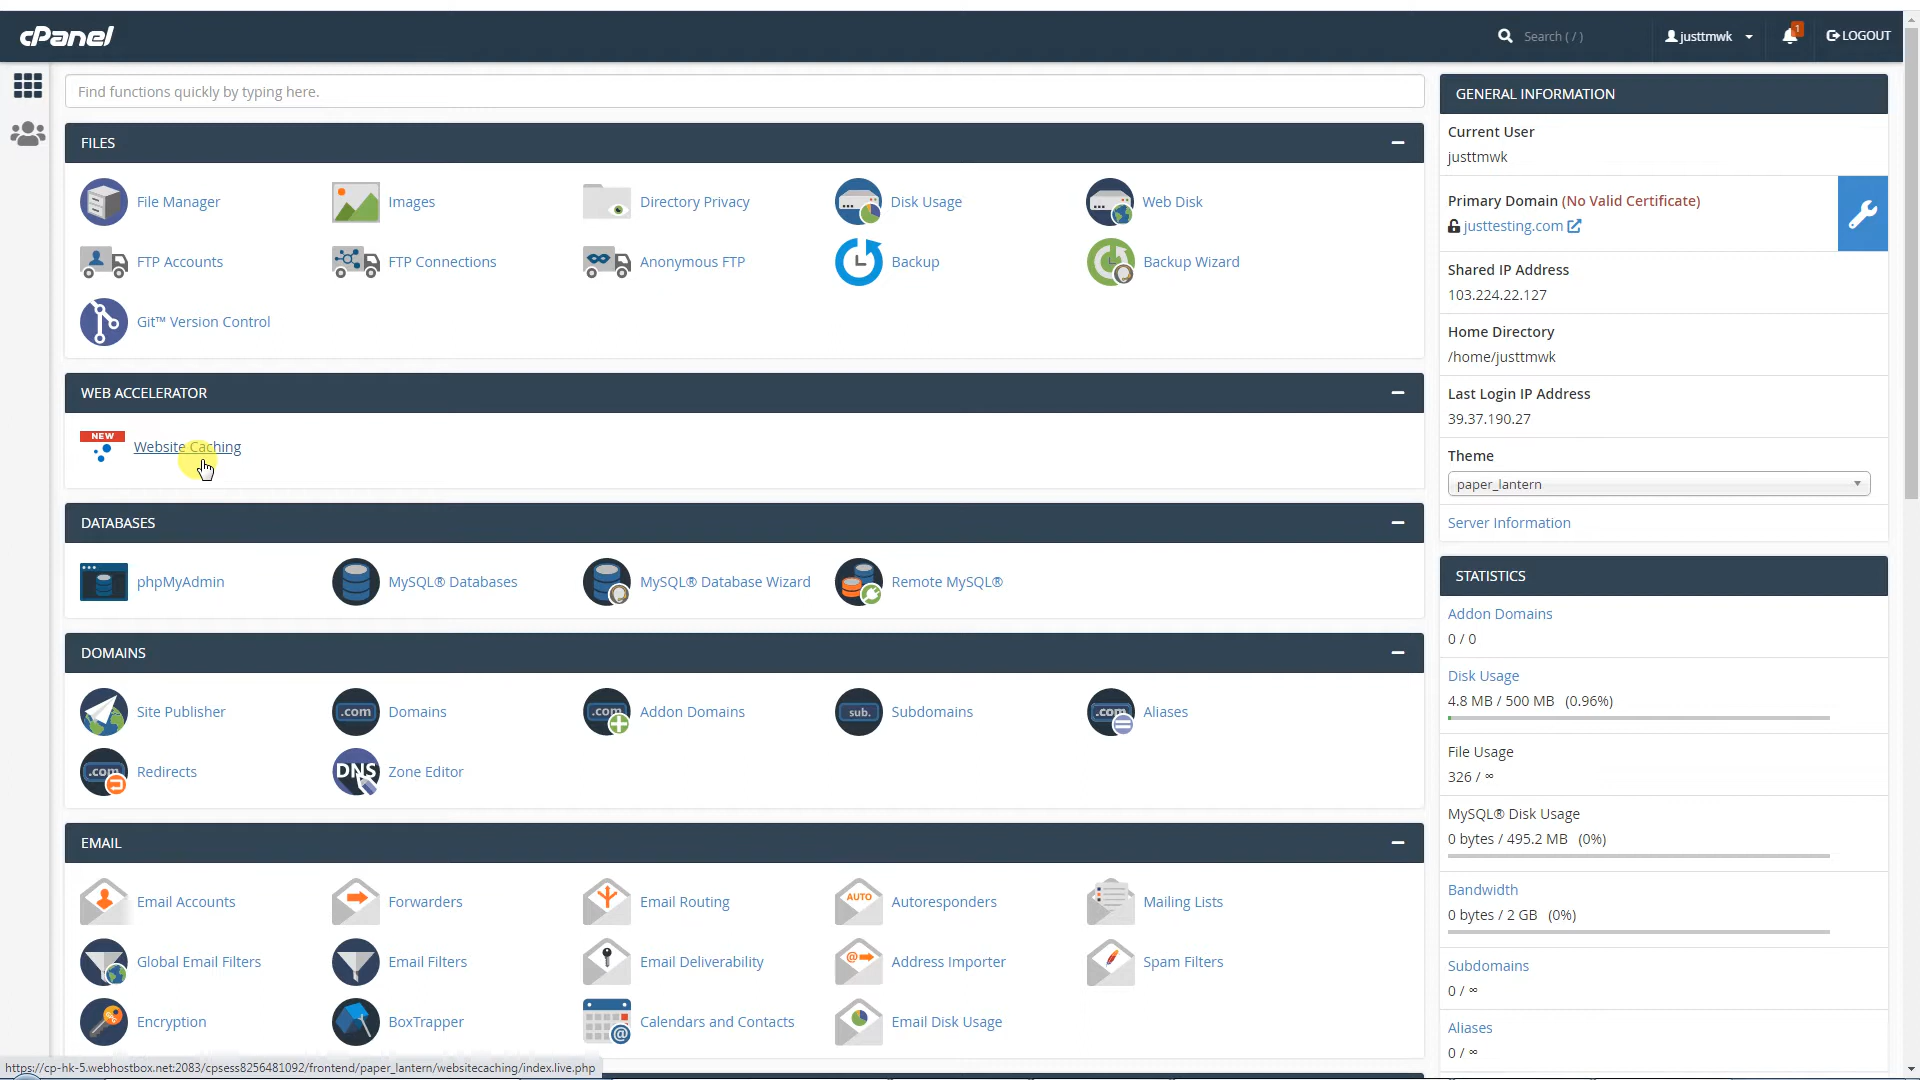 cPanel
Search ( / )
justtmwk
1
LOGOUT
Find functions quickly by typing here.
FILES
File Manager
Images
Directory Privacy
Disk Usage
Web Disk
FTP Accounts
FTP Connections
Anonymous FTP
Backup
Backup Wizard
Git™ Version Control
WEB ACCELERATOR
NEW
Website Caching
DATABASES
phpMyAdmin
MySQL® Databases
MySQL® Database Wizard
Remote MySQL®
DOMAINS
Site Publisher
.com
Domains
.com
Addon Domains
sub.
Subdomains
.com
Aliases
.com
Redirects
DNS
Zone Editor
EMAIL
Email Accounts
Forwarders
Email Routing
AUTO
Autoresponders
Mailing Lists
Global Email Filters
Email Filters
Email Deliverability
@
Address Importer
Spam Filters
Encryption
BoxTrapper
@
Calendars and Contacts
Email Disk Usage
https://cp-hk-5.webhostbox.net:2083/cpsess8256481092/frontend/paper_lantern/websitecaching/index.live.php
GENERAL INFORMATION
Current User
justtmwk
Primary Domain (No Valid Certificate)
justtesting.com
Shared IP Address
103.224.22.127
Home Directory
/home/justtmwk
Last Login IP Address
39.37.190.27
Theme
paper_lantern
Server Information
STATISTICS
Addon Domains
0 / 0
Disk Usage
4.8 MB / 500 MB (0.96%)
File Usage
326 / ∞
MySQL® Disk Usage
0 bytes / 495.2 MB (0%)
Bandwidth
0 bytes / 2 GB (0%)
Subdomains
0 / ∞
Aliases
0 / ∞